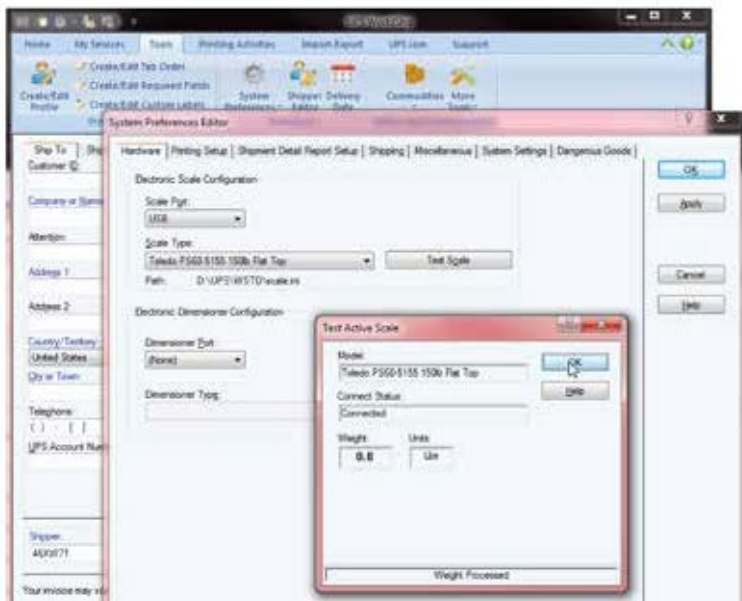 Home My Services Tools Printing Activities Import-Export UPS.com Support
Create/Edit Profile
Create/Edit Tab Order
Create/Edit Required Fields
Create/Edit Custom Labels
System Preferences
Shipper Editor
Delivery Date
Commodities
More Tools
System Preferences Editor
Ship To
Customer ID:
Company or Name:
Attention:
Address 1
Address 2
Country/Territory:
United States
City or Town:
Telephone:
UPS Account Num
Shipper:
Your invoice may
Hardware Printing Setup Shipment Detail Report Setup Shipping Miscellaneous System Settings Dangerous Goods
Electronic Scale Configuration
Scale Port:
USB
Scale Type:
Toledo PS60-5155 150lb Flat Top
Test Scale
Path: D:\UPS\WSTD\scale.ini
Electronic Dimensioner Configuration
Dimensioner Port:
(None)
Dimensioner Type:
OK
Apply
Cancel
Help
Test Active Scale
Model:
Toledo PS60-5155 150lb Flat Top
Connect Status:
Connected
Weight: Units:
0.0 Lbs
OK
Help
Weight Processed